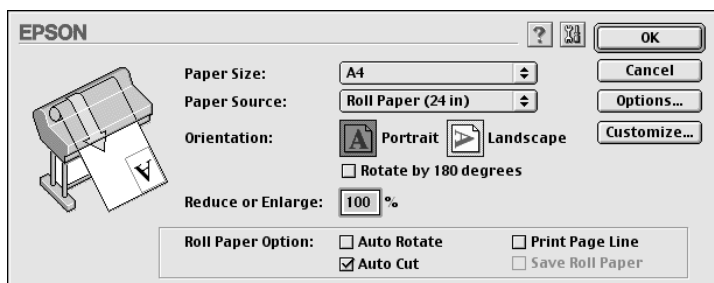 EPSON
?
OK
Paper Size: A4
Cancel
Paper Source: Roll Paper (24 in)
Options...
Orientation: A Portrait A Landscape
Customize...
Rotate by 180 degrees
Reduce or Enlarge: 100 %
Roll Paper Option: Auto Rotate Print Page Line
Auto Cut Save Roll Paper
A